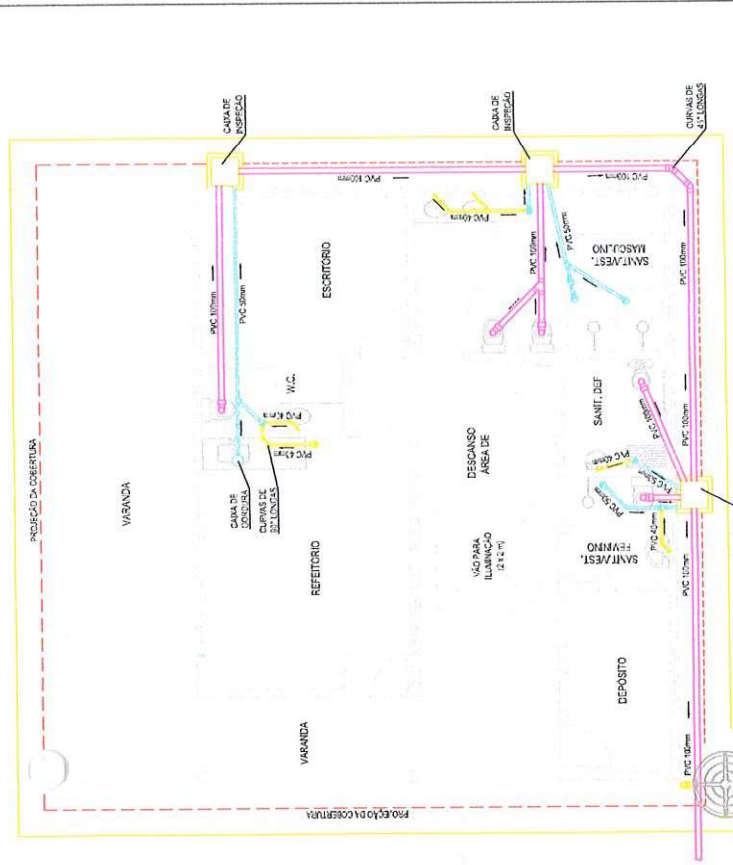 PROJEÇÃO DA COBERTURA
VARANDA
CAIXA DE
INSPEÇÃO
PVC 100mm
PVC 50mm
PVC 100mm
ESCRITÓRIO
W.C.
PVC 40mm
PVC 40mm
CAIXA DE
GORDURA
CURVAS DE
90° LONGAS
REFEITÓRIO
VARANDA
CAIXA DE
INSPEÇÃO
PVC 40mm
PVC 100mm
PVC 50mm
SANIT./VEST.
MASCULINO
PVC 100mm
CURVAS DE
45° LONGAS
DESCANSO
ÁREA DE
VÃO PARA
ILUMINAÇÃO
(2 x 2 m)
SANIT. DEF
PVC 100mm
PVC 100mm
PVC 100mm
PVC 40mm
PVC 50mm
PVC 50mm
PVC 40mm
SANIT./VEST.
FEMININO
PVC 100mm
DEPÓSITO
PVC 100mm
PROJEÇÃO DA COBERTURA